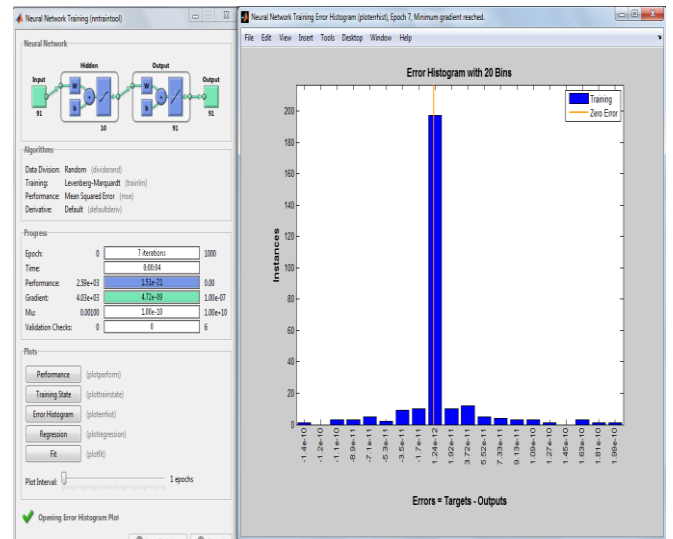 Neural Network Training (nntraintool)
Neural Network
Hidden
Output
Input
Output
W
b
W
b
91
10
91
91
Algorithms
Data Division: Random (dividerand)
Training: Levenberg-Marquardt (trainlm)
Performance: Mean Squared Error (mse)
Derivative: Default (defaultderiv)
Progress
Epoch: 0 7 iterations 1000
Time: 0:00:04
Performance: 2.59e+03 1.51e-21 0.00
Gradient: 4.03e+03 4.72e-09 1.00e-07
Mu: 0.00100 1.00e-10 1.00e+10
Validation Checks: 0 0 6
Plots
Performance (plotperform)
Training State (plottrainstate)
Error Histogram (ploterrhist)
Regression (plotregression)
Fit (plotfit)
Plot Interval: 1 epochs
Opening Error Histogram Plot
Neural Network Training Error Histogram (ploterrhist), Epoch 7, Minimum gradient reached.
File Edit View Insert Tools Desktop Window Help
Error Histogram with 20 Bins
Training
Zero Error
200
180
160
140
120
100
80
60
40
20
0
Instances
-1.4e-10
-1.2e-10
-1.1e-10
-8.9e-11
-7.1e-11
-5.3e-11
-3.5e-11
-1.7e-11
1.24e-12
1.92e-11
3.72e-11
5.52e-11
7.33e-11
9.13e-11
1.09e-10
1.27e-10
1.45e-10
1.63e-10
1.81e-10
1.99e-10
Errors = Targets - Outputs